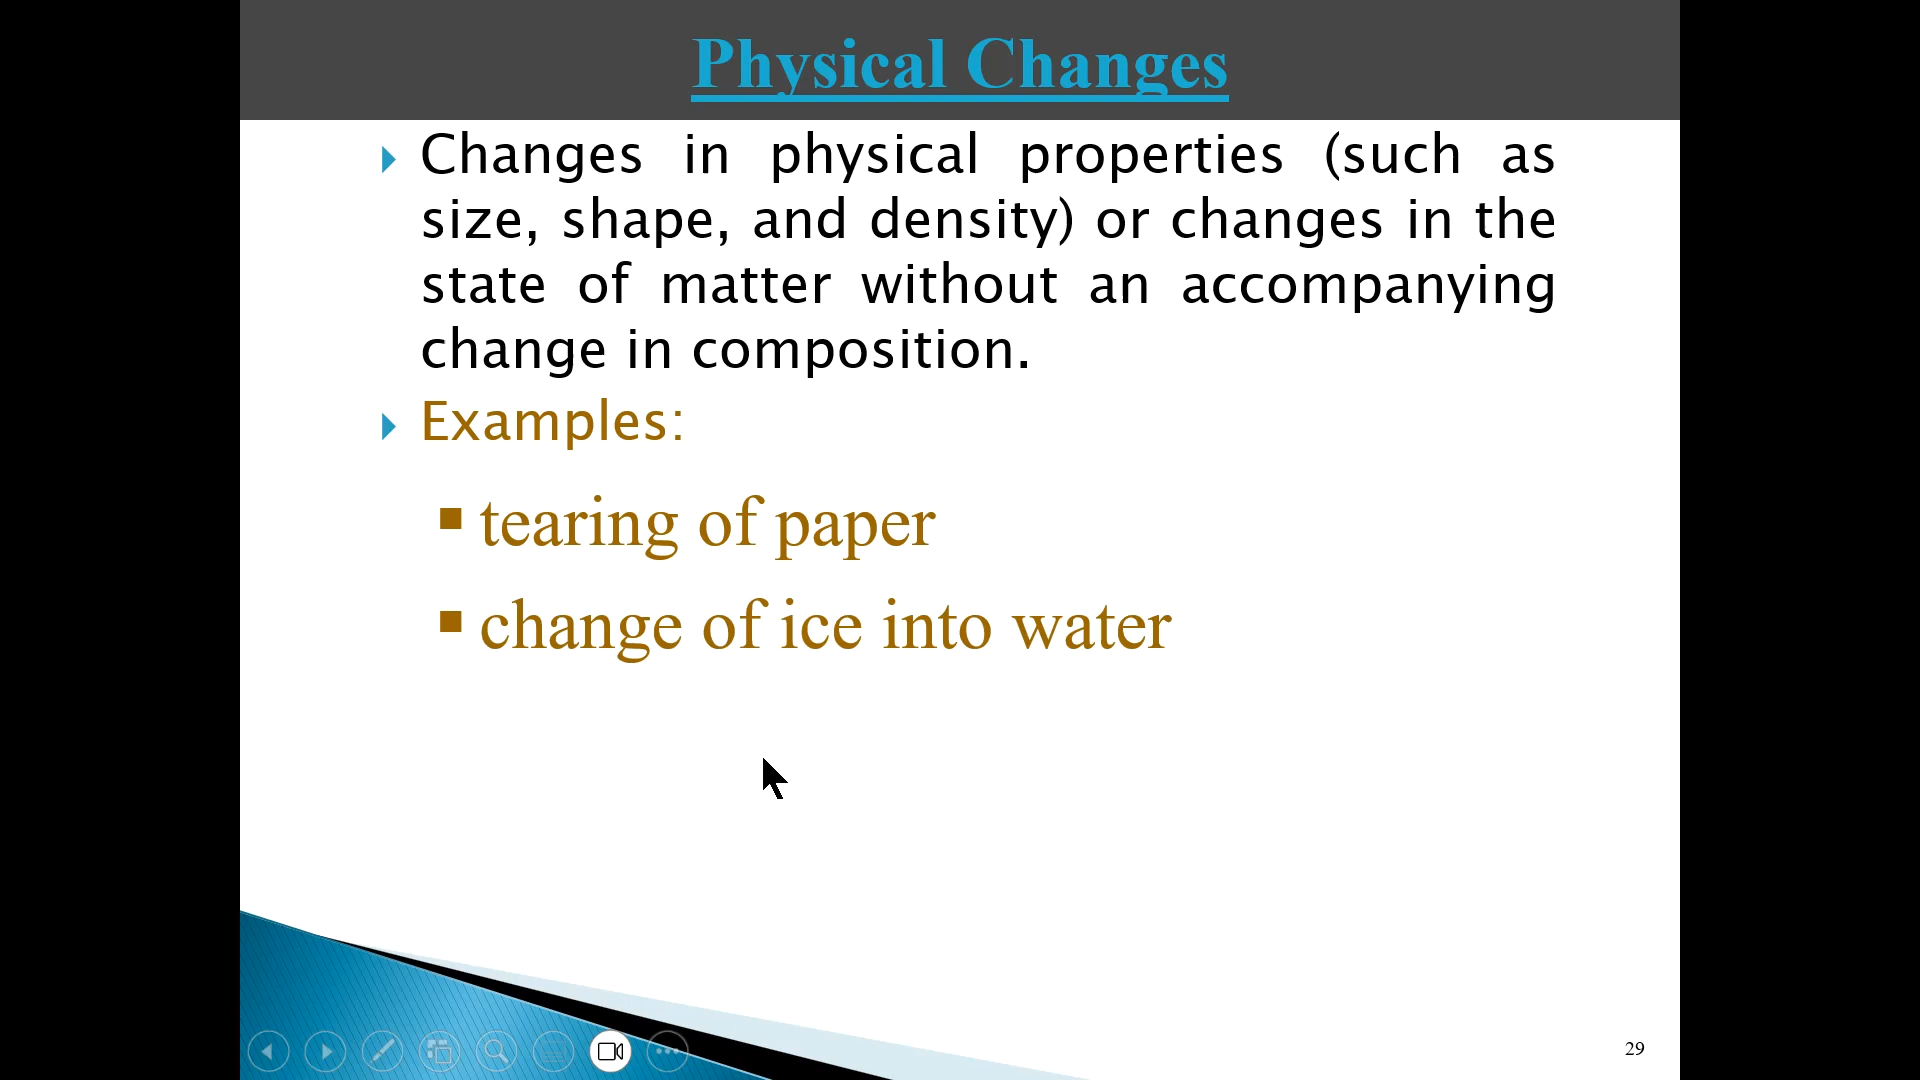 Physical Changes
Changes in physical properties (such as
size, shape, and density) or changes in the
state of matter without an accompanying
change in composition.
Examples:
tearing of paper
change of ice into water
29